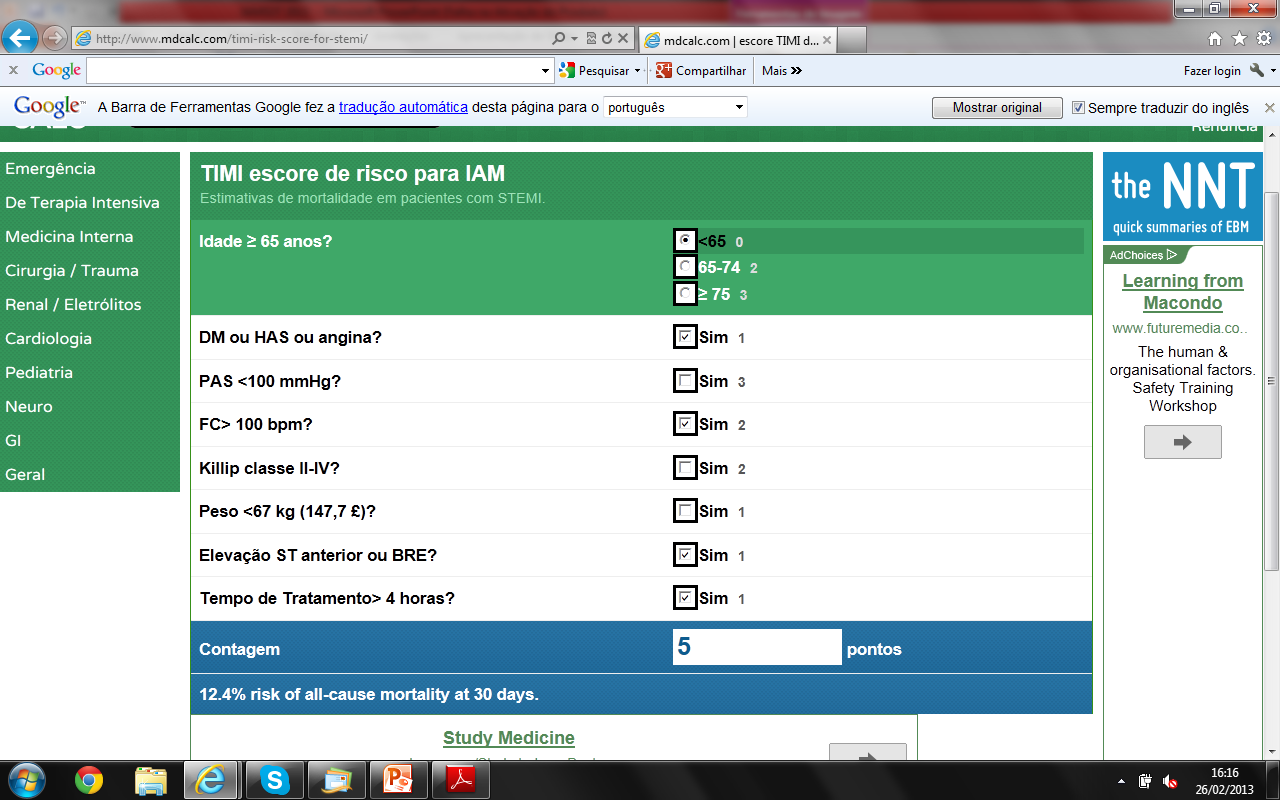 http://www.mdcalc.com/timi-risk-score-for-stemi/
mdcalc.com | escore TIMI d...
x Google Pesquisar Compartilhar Mais Fazer login
Google™ A Barra de Ferramentas Google fez a tradução automática desta página para o português Mostrar original Sempre traduzir do inglês
Renúncia
Emergência
De Terapia Intensiva
Medicina Interna
Cirurgia / Trauma
Renal / Eletrólitos
Cardiologia
Pediatria
Neuro
GI
Geral
TIMI escore de risco para IAM
Estimativas de mortalidade em pacientes com STEMI.
Idade ≥ 65 anos? <65 0
65-74 2
≥ 75 3
DM ou HAS ou angina? Sim 1
PAS <100 mmHg? Sim 3
FC> 100 bpm? Sim 2
Killip classe II-IV? Sim 2
Peso <67 kg (147,7 £)? Sim 1
Elevação ST anterior ou BRE? Sim 1
Tempo de Tratamento> 4 horas? Sim 1
Contagem 5 pontos
12.4% risk of all-cause mortality at 30 days.
Study Medicine
the NNT
quick summaries of EBM
AdChoices
Learning from
Macondo
www.futuremedia.co..
The human &
organisational factors.
Safety Training
Workshop
16:16
26/02/2013